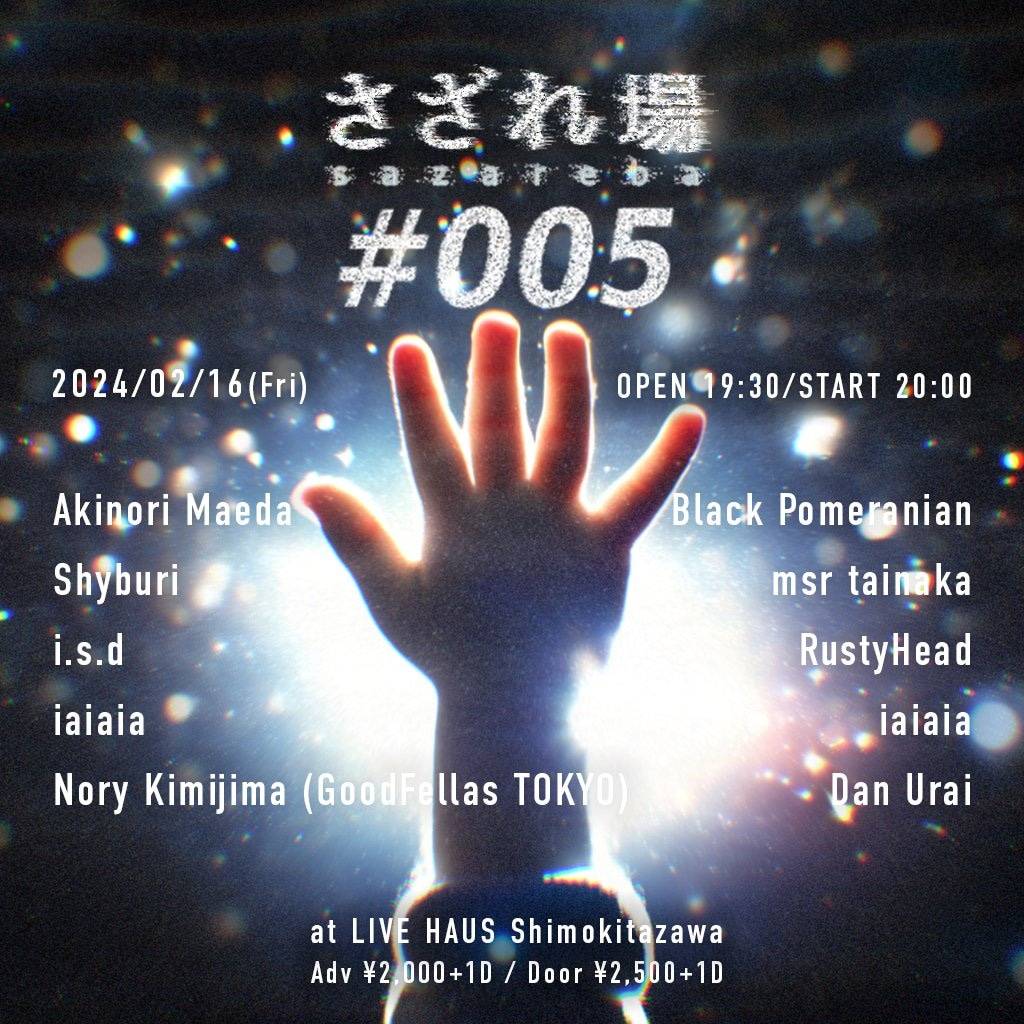 さざれ場
sazareba
#005
2024/02/16(Fri)
OPEN 19:30/START 20:00
Akinori Maeda
Black Pomeranian
Shyburi
msr tainaka
i.s.d
RustyHead
iaiaia
iaiaia
Nory Kimijima (GoodFellas TOKYO)
Dan Urai
at LIVE HAUS Shimokitazawa
Adv ¥2,000+1D / Door ¥2,500+1D